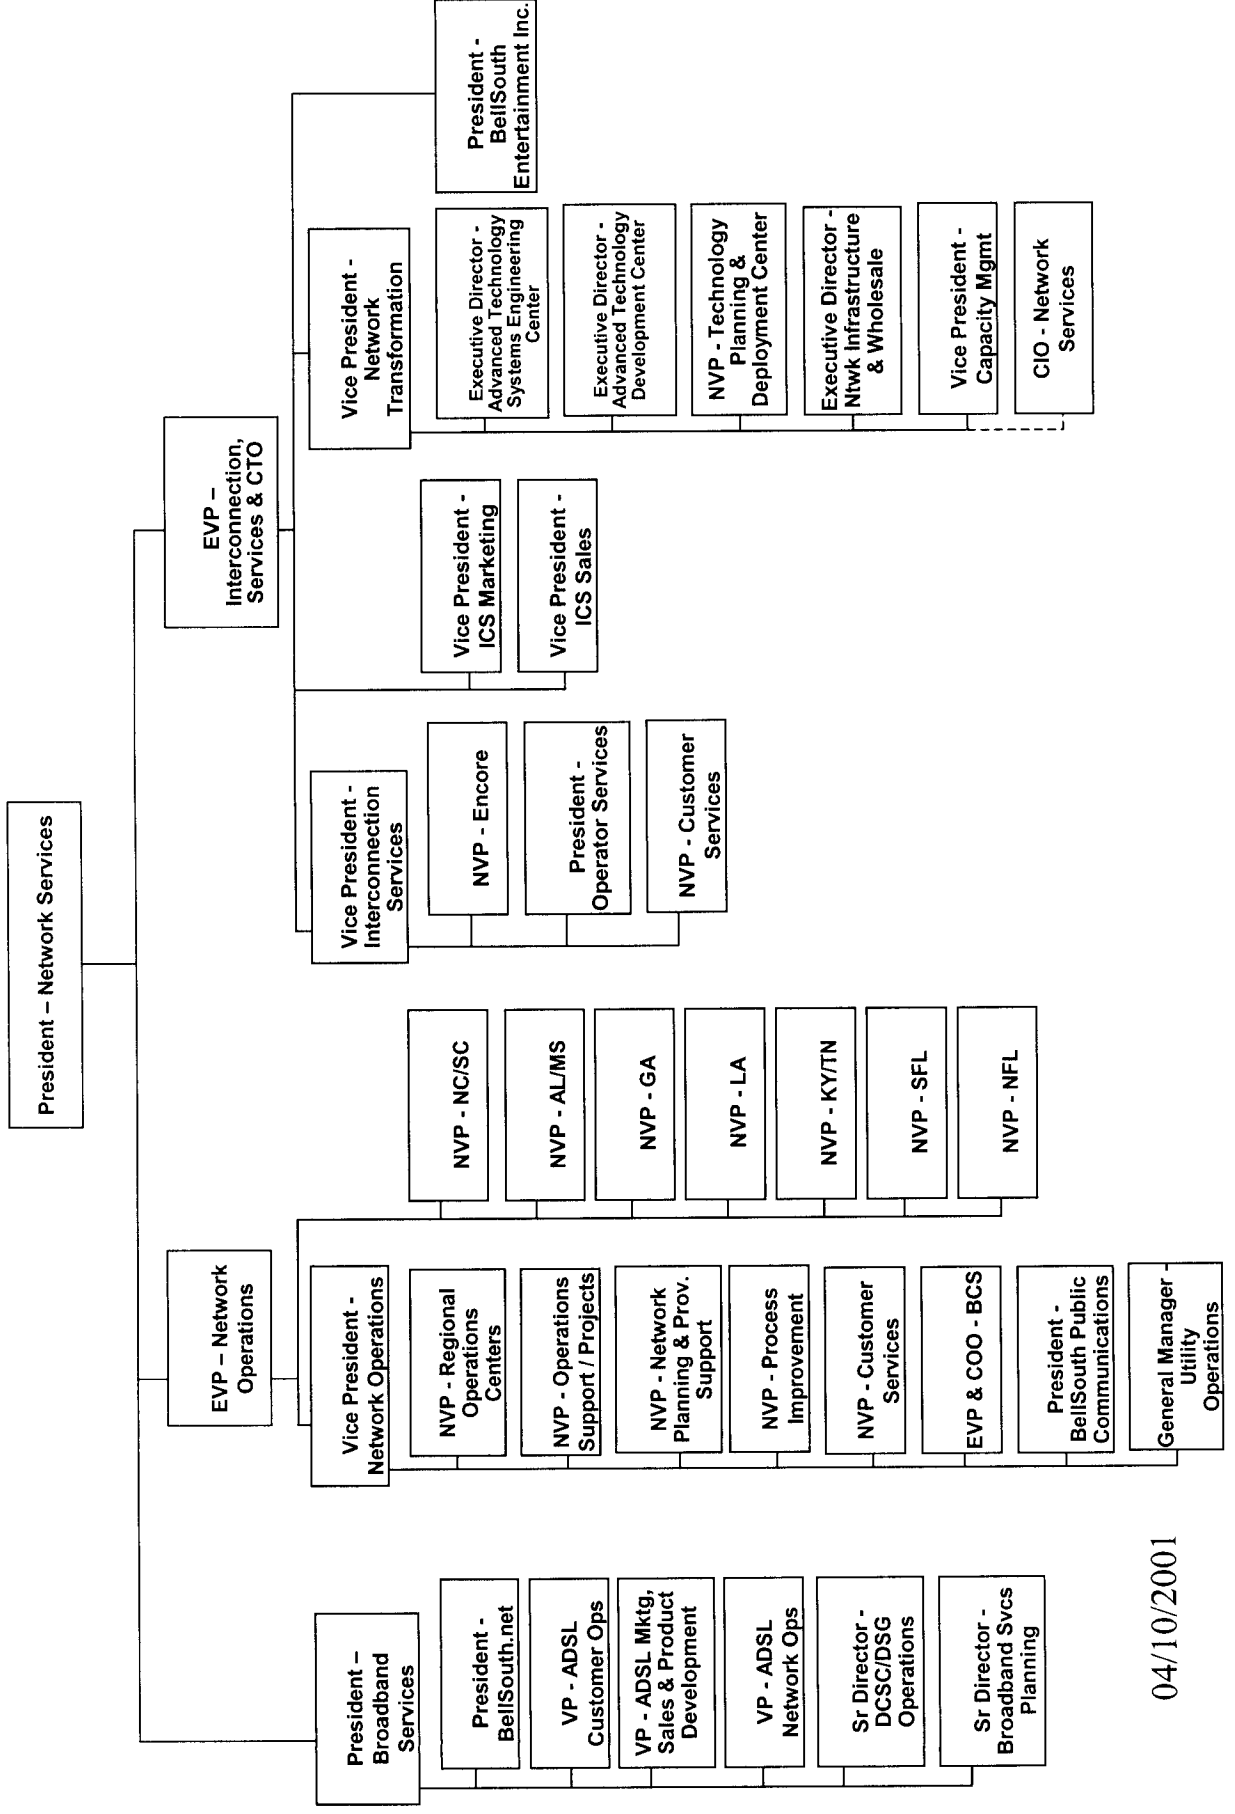 President – Network Services
EVP – Network
Operations
EVP –
Interconnection,
Services & CTO
President –
Broadband
Services
President -
BellSouth.net
VP - ADSL
Customer Ops
VP - ADSL Mktg,
Sales & Product
Development
VP - ADSL
Network Ops
Sr Director -
DCSC/DSG
Operations
Sr Director -
Broadband Svcs
Planning
Vice President -
Network Operations
NVP - Regional
Operations
Centers
NVP - Operations
Support / Projects
NVP - Network
Planning & Prov.
Support
NVP - Process
Improvement
NVP - Customer
Services
EVP & COO - BCS
President -
BellSouth Public
Communications
General Manager -
Utility
Operations
NVP - NC/SC
NVP - AL/MS
NVP - GA
NVP - LA
NVP - KY/TN
NVP - SFL
NVP - NFL
Vice President -
Interconnection
Services
NVP - Encore
President -
Operator Services
NVP - Customer
Services
Vice President -
ICS Marketing
Vice President -
ICS Sales
Vice President -
Network
Transformation
Executive Director -
Advanced Technology
Systems Engineering
Center
Executive Director -
Advanced Technology
Development Center
NVP - Technology
Planning &
Deployment Center
Executive Director -
Ntwk Infrastructure
& Wholesale
Vice President -
Capacity Mgmt
CIO - Network
Services
President -
BellSouth
Entertainment Inc.
04/10/2001